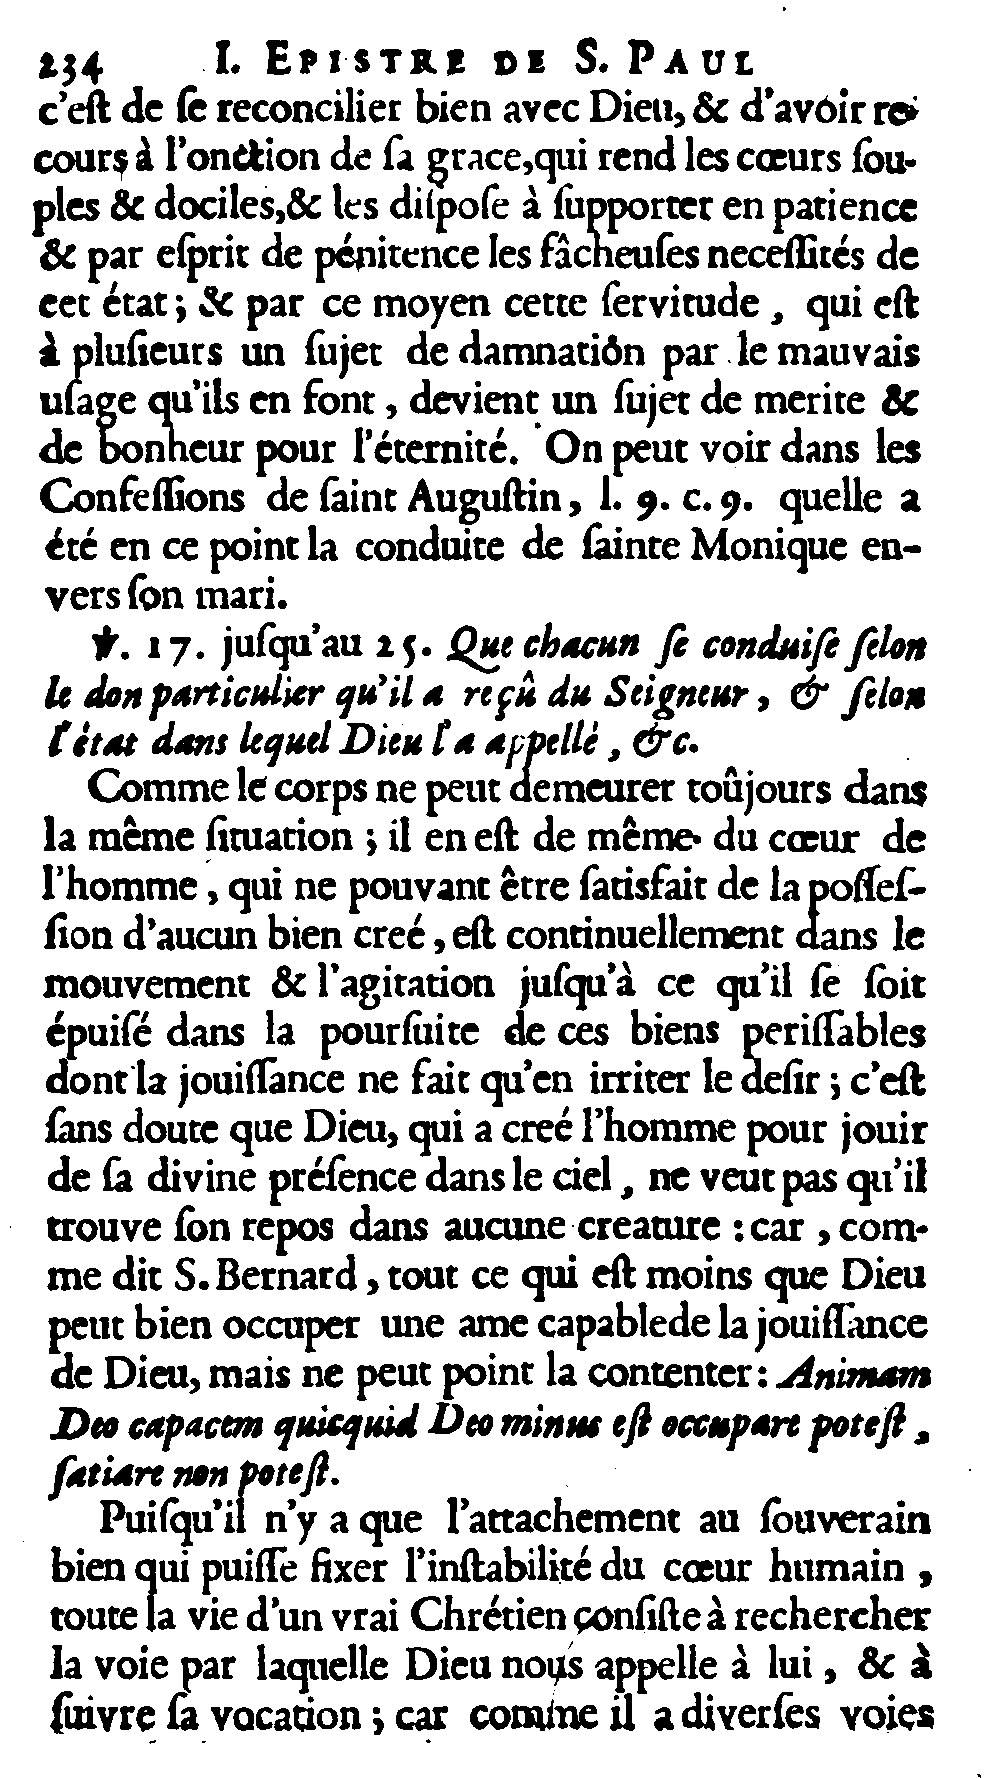 234 I. EPISTRE DE S. PAUL
c'eſt de ſe reconcilier bien avec Dieu, & d'avoir re-
cours à l'onction de ſa grace, qui rend les cœurs ſou-
ples & dociles, & les diſpoſe à ſupporter en patience
& par eſprit de pénitence les fâcheuſes neceſſités de
cet état ; & par ce moyen cette ſervitude, qui eſt
à pluſieurs un ſujet de damnation par le mauvais
uſage qu'ils en font, devient un ſujet de merite &
de bonheur pour l'éternité. On peut voir dans les
Confeſſions de ſaint Auguſtin, l. 9. c. 9. quelle a
été en ce point la conduite de ſainte Monique en-
vers ſon mari.
℣. 17. juſqu'au 25. Que chacun ſe conduiſe ſelon
le don particulier qu'il a reçû du Seigneur, & ſelon
l'état dans lequel Dieu l'a appellé, &c.
Comme le corps ne peut demeurer toûjours dans
la même ſituation ; il en eſt de même du cœur de
l'homme, qui ne pouvant être ſatisfait de la poſſeſ-
ſion d'aucun bien creé, eſt continuellement dans le
mouvement & l'agitation juſqu'à ce qu'il ſe ſoit
épuiſé dans la pourſuite de ces biens periſſables
dont la jouiſſance ne fait qu'en irriter le deſir ; c'eſt
ſans doute que Dieu, qui a creé l'homme pour jouir
de ſa divine préſence dans le ciel, ne veut pas qu'il
trouve ſon repos dans aucune creature : car, com-
me dit S. Bernard, tout ce qui eſt moins que Dieu
peut bien occuper une ame capable de la jouiſſance
de Dieu, mais ne peut point la contenter : Animam
Deo capacem quicquid Deo minus eſt occupare poteſt,
ſatiare non poteſt.
Puiſqu'il n'y a que l'attachement au ſouverain
bien qui puiſſe fixer l'inſtabilité du cœur humain,
toute la vie d'un vrai Chrétien conſiſte à rechercher
la voie par laquelle Dieu nous appelle à lui, & à
ſuivre ſa vocation ; car comme il a diverſes voies